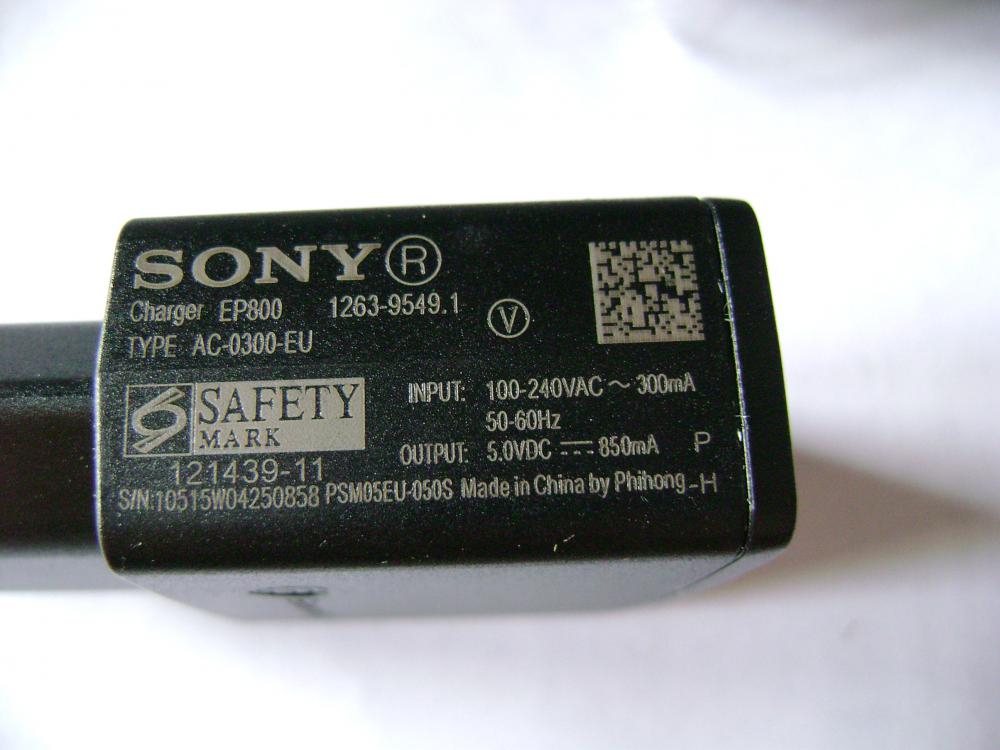 SONY®
Charger EP800 1263-9549.1
V
TYPE AC-0300-EU
SAFETY
MARK
121439-11
INPUT: 100-240VAC ~ 300mA
50-60Hz
OUTPUT: 5.0VDC ⎓ 850mA P
S/N:10515W04250858 PSM05EU-050S Made in China by Phihong -H